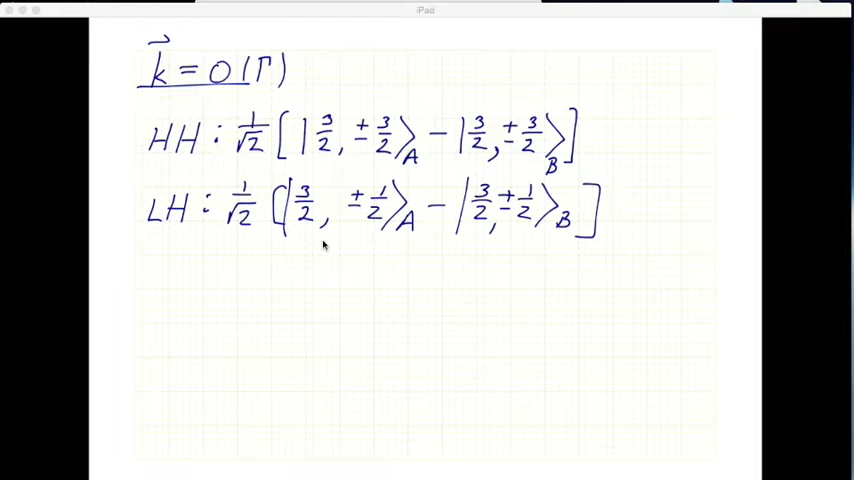 iPad
k⃗ = 0 (Γ)
HH : 1/√2 [ |3/2, ±3/2⟩_A − |3/2, ±3/2⟩_B ]
LH : 1/√2 [ |3/2, ±1/2⟩_A − |3/2, ±1/2⟩_B ]